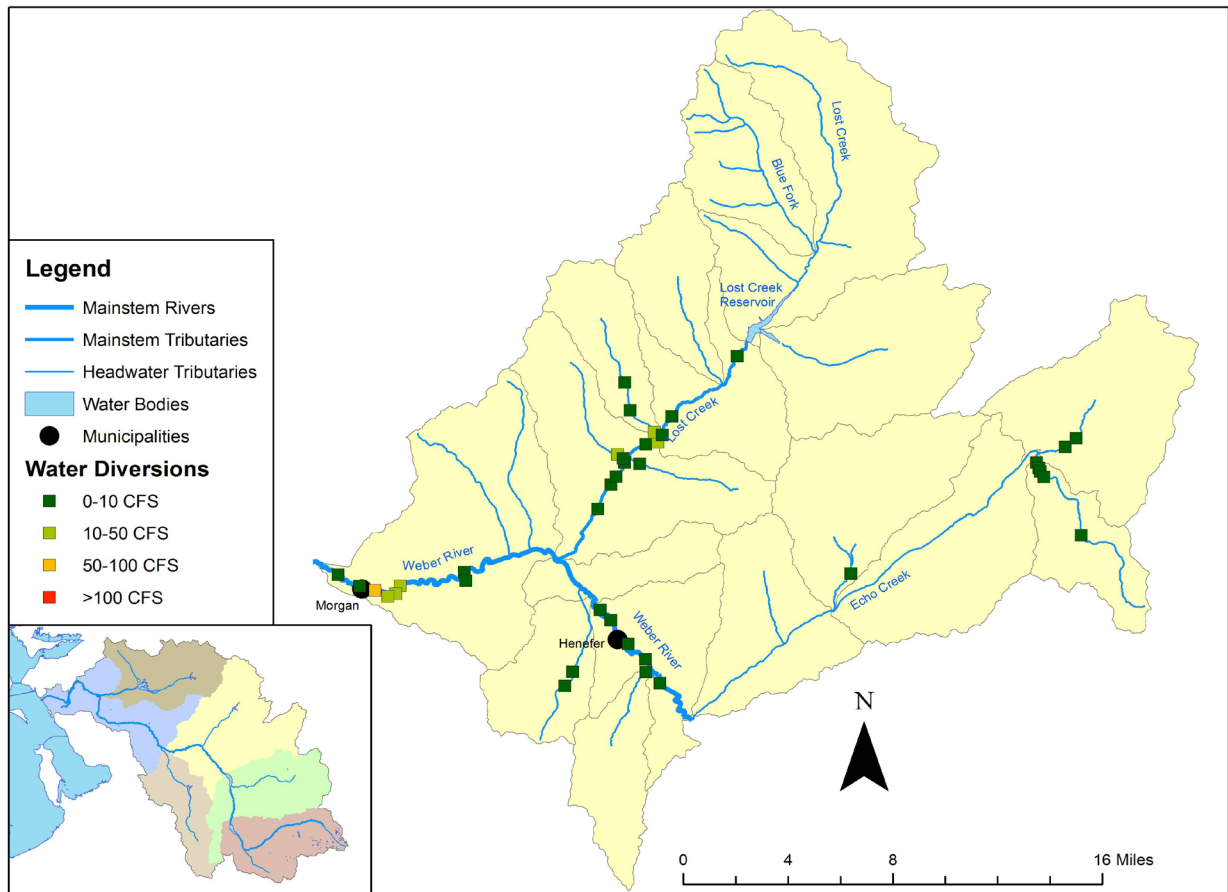 Lost Creek
Blue Fork
Lost Creek
Reservoir
Lost Creek
Weber River
Morgan
Henefer
Weber River
Echo Creek
Legend
Mainstem Rivers
Mainstem Tributaries
Headwater Tributaries
Water Bodies
Municipalities
Water Diversions
0-10 CFS
10-50 CFS
50-100 CFS
>100 CFS
N
0 4 8 16 Miles